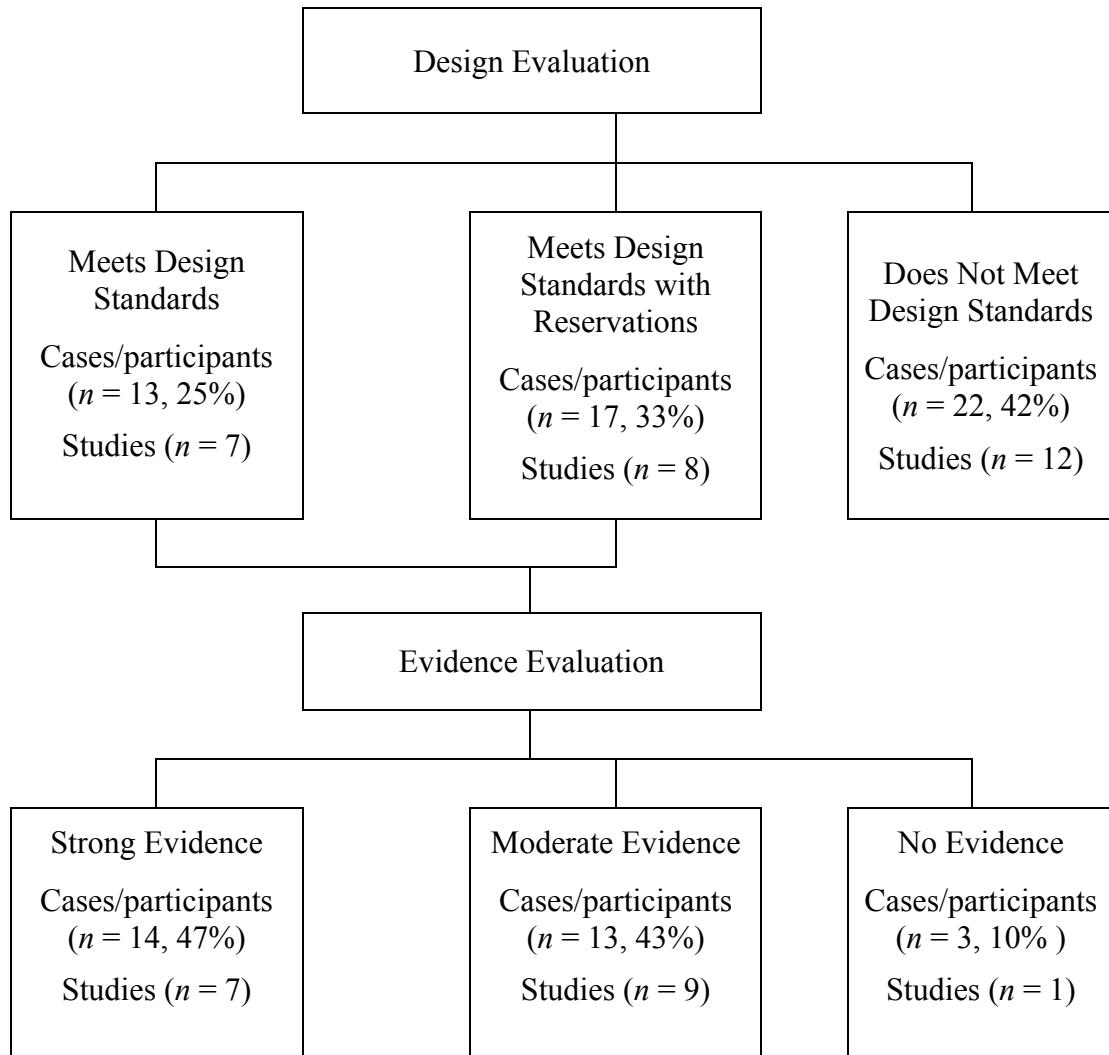 Design Evaluation
Meets Design
Standards
Cases/participants
(n = 13, 25%)
Studies (n = 7)
Meets Design
Standards with
Reservations
Cases/participants
(n = 17, 33%)
Studies (n = 8)
Does Not Meet
Design Standards
Cases/participants
(n = 22, 42%)
Studies (n = 12)
Evidence Evaluation
Strong Evidence
Cases/participants
(n = 14, 47%)
Studies (n = 7)
Moderate Evidence
Cases/participants
(n = 13, 43%)
Studies (n = 9)
No Evidence
Cases/participants
(n = 3, 10% )
Studies (n = 1)